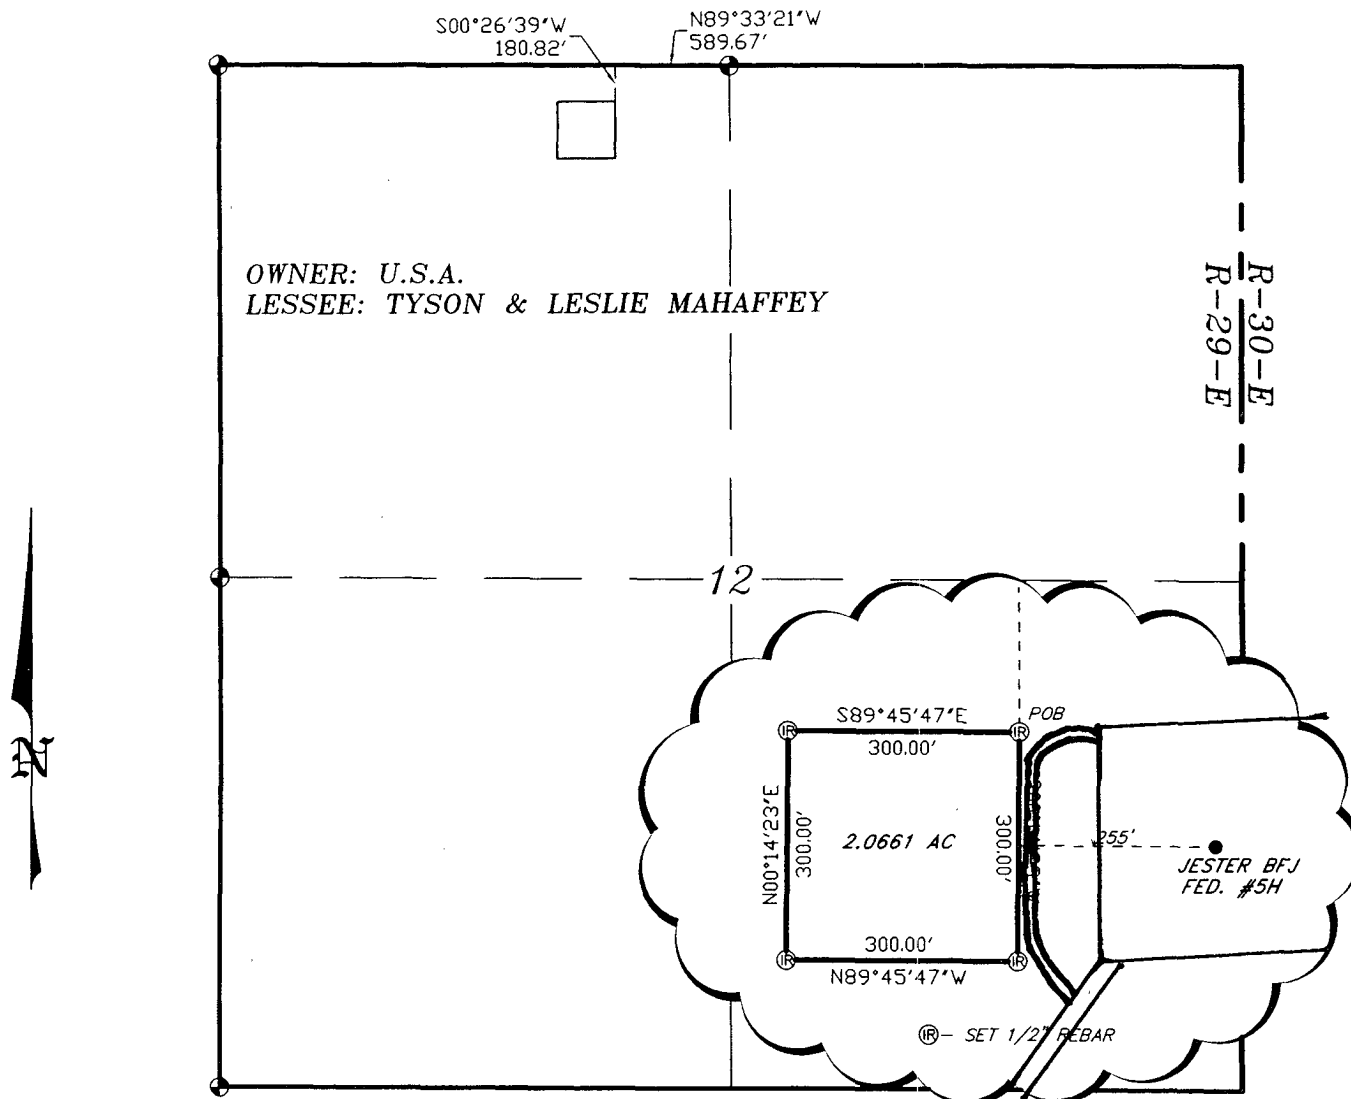 S00°26'39"W
180.82'
N89°33'21"W
589.67'
OWNER: U.S.A.
LESSEE: TYSON & LESLIE MAHAFFEY
R-30-E
R-29-E
N
12
S89°45'47"E
300.00'
POB
N00°14'23"E
300.00'
2.0661 AC
300.00'
255'
JESTER BFJ
FED. #5H
300.00'
N89°45'47"W
IR
IR
IR
IR
IR - SET 1/2" REBAR